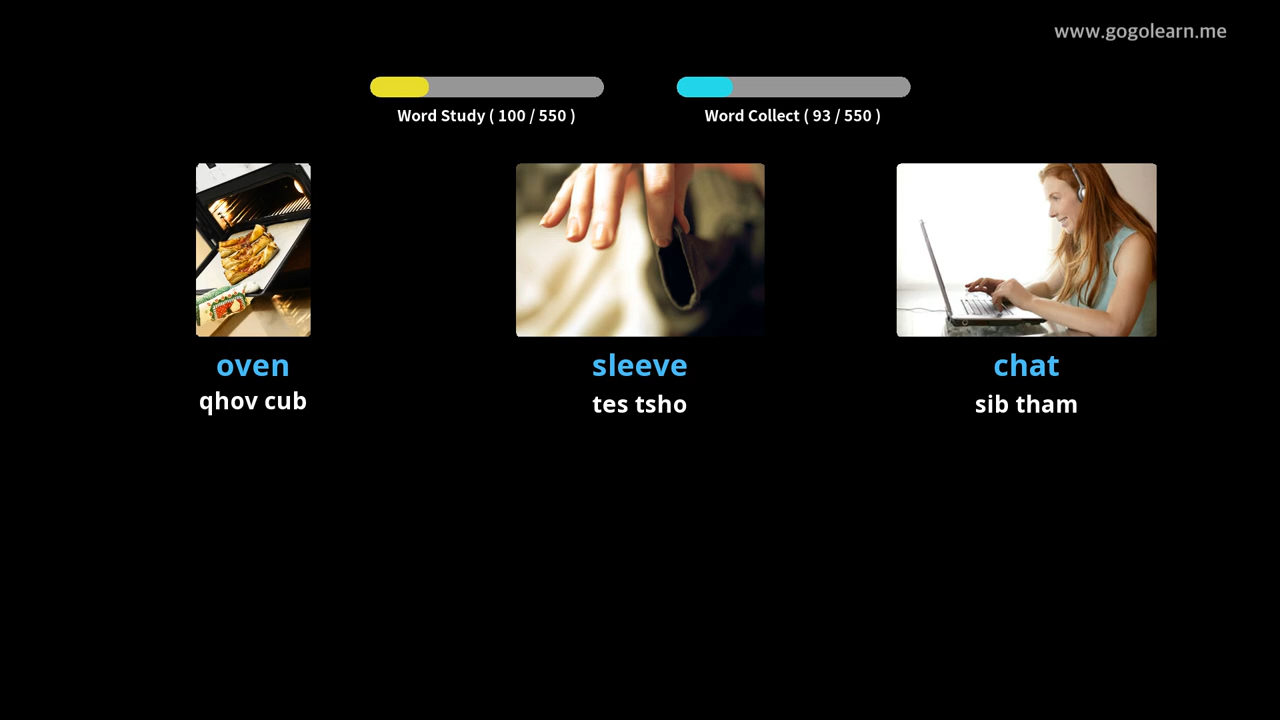 www.gogolearn.me
Word Study ( 100 / 550 )
Word Collect ( 93 / 550 )
oven
qhov cub
sleeve
tes tsho
chat
sib tham